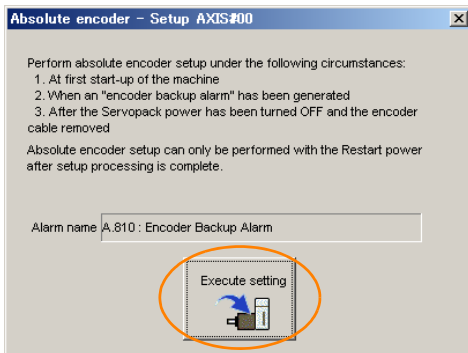 Absolute encoder - Setup AXIS#00
Perform absolute encoder setup under the following circumstances:
1. At first start-up of the machine
2. When an "encoder backup alarm" has been generated
3. After the Servopack power has been turned OFF and the encoder
cable removed
Absolute encoder setup can only be performed with the Restart power
after setup processing is complete.
Alarm name A.810 : Encoder Backup Alarm
Execute setting